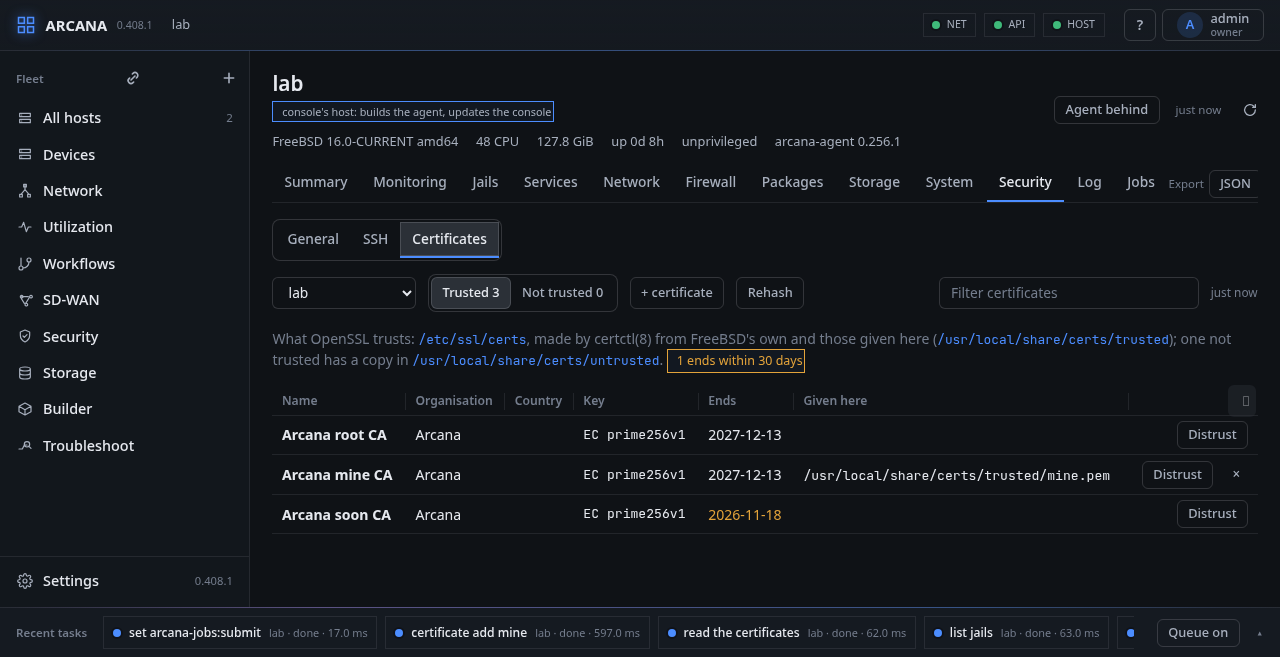 ARCANA 0.408.1 lab NET API HOST ? A admin
owner
Fleet
All hosts 2
Devices
Network
Utilization
Workflows
SD-WAN
Security
Storage
Builder
Troubleshoot
Settings 0.408.1
lab
console's host: builds the agent, updates the console
Agent behind just now
FreeBSD 16.0-CURRENT amd64 48 CPU 127.8 GiB up 0d 8h unprivileged arcana-agent 0.256.1
Summary Monitoring Jails Services Network Firewall Packages Storage System Security Log Jobs Export JSON
General SSH Certificates
lab Trusted 3 Not trusted 0 + certificate Rehash Filter certificates just now
What OpenSSL trusts: /etc/ssl/certs, made by certctl(8) from FreeBSD's own and those given here (/usr/local/share/certs/trusted); one not
trusted has a copy in /usr/local/share/certs/untrusted. 1 ends within 30 days
Name Organisation Country Key Ends Given here
Arcana root CA Arcana EC prime256v1 2027-12-13 Distrust
Arcana mine CA Arcana EC prime256v1 2027-12-13 /usr/local/share/certs/trusted/mine.pem Distrust ×
Arcana soon CA Arcana EC prime256v1 2026-11-18 Distrust
Recent tasks set arcana-jobs:submit lab · done · 17.0 ms certificate add mine lab · done · 597.0 ms read the certificates lab · done · 62.0 ms list jails lab · done · 63.0 ms Queue on